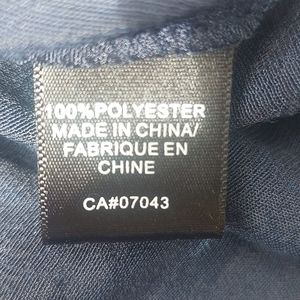 100%POLYESTER
MADE IN CHINA/
FABRIQUE EN
CHINE
CA#07043